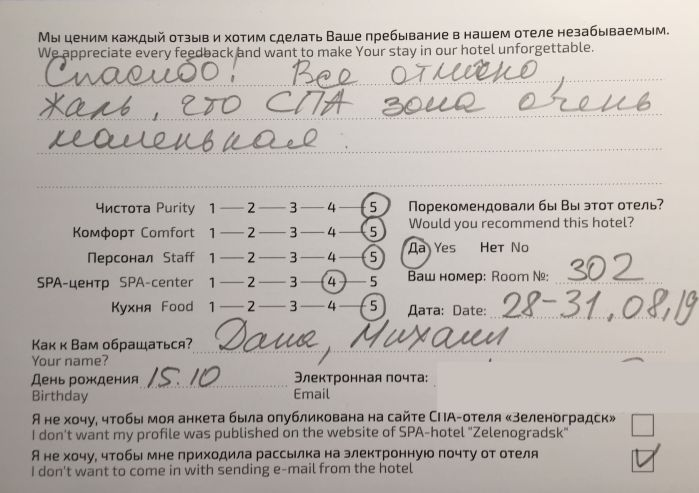 Мы ценим каждый отзыв и хотим сделать Ваше пребывание в нашем отеле незабываемым.
We appreciate every feedback and want to make Your stay in our hotel unforgettable.
Спасибо! Все отлично,
Жаль, что СПА зона очень
маленькая.
Чистота Purity 1 — 2 — 3 — 4 — 5
Комфорт Comfort 1 — 2 — 3 — 4 — 5
Персонал Staff 1 — 2 — 3 — 4 — 5
SPA-центр SPA-center 1 — 2 — 3 — 4 — 5
Кухня Food 1 — 2 — 3 — 4 — 5
Порекомендовали бы Вы этот отель?
Would you recommend this hotel?
Да Yes Нет No
Ваш номер: Room №: 302
Дата: Date: 28-31.08.19
Как к Вам обращаться? Дана, Михаил
Your name?
День рождения 15.10
Birthday
Электронная почта:
Email
Я не хочу, чтобы моя анкета была опубликована на сайте СПА-отеля «Зеленоградск»
I don't want my profile was published on the website of SPA-hotel "Zelenogradsk"
Я не хочу, чтобы мне приходила рассылка на электронную почту от отеля
I don't want to come in with sending e-mail from the hotel